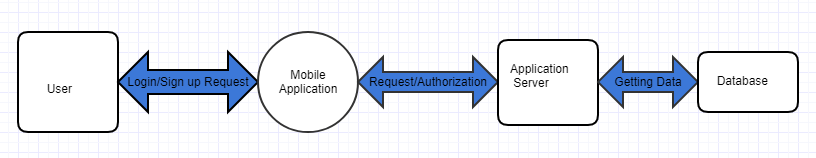 User
Login/Sign up Request
Mobile
Application
Request/Authorization
Application
Server
Getting Data
Database